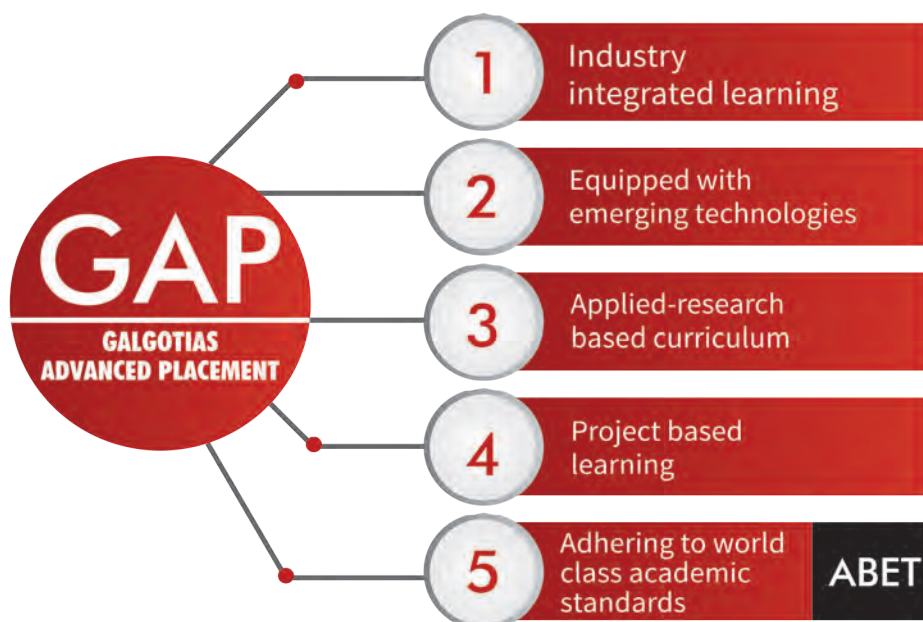 GAP
GALGOTIAS
ADVANCED PLACEMENT
1
Industry
integrated learning
2
Equipped with
emerging technologies
3
Applied-research
based curriculum
4
Project based
learning
5
Adhering to world
class academic
standards
ABET